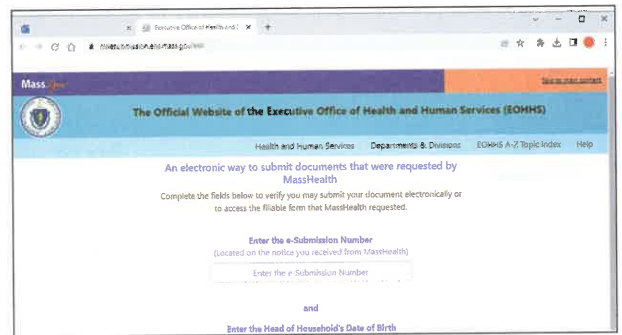 Executive Office of Health and
Mass.gov
Skip to main content
The Official Website of the Executive Office of Health and Human Services (EOHHS)
Health and Human Services Departments & Divisions EOHHS A-Z Topic Index Help
An electronic way to submit documents that were requested by
MassHealth
Complete the fields below to verify you may submit your document electronically or
to access the fillable form that MassHealth requested.
Enter the e-Submission Number
(Located on the notice you received from MassHealth)
Enter the e-Submission Number
and
Enter the Head of Household's Date of Birth